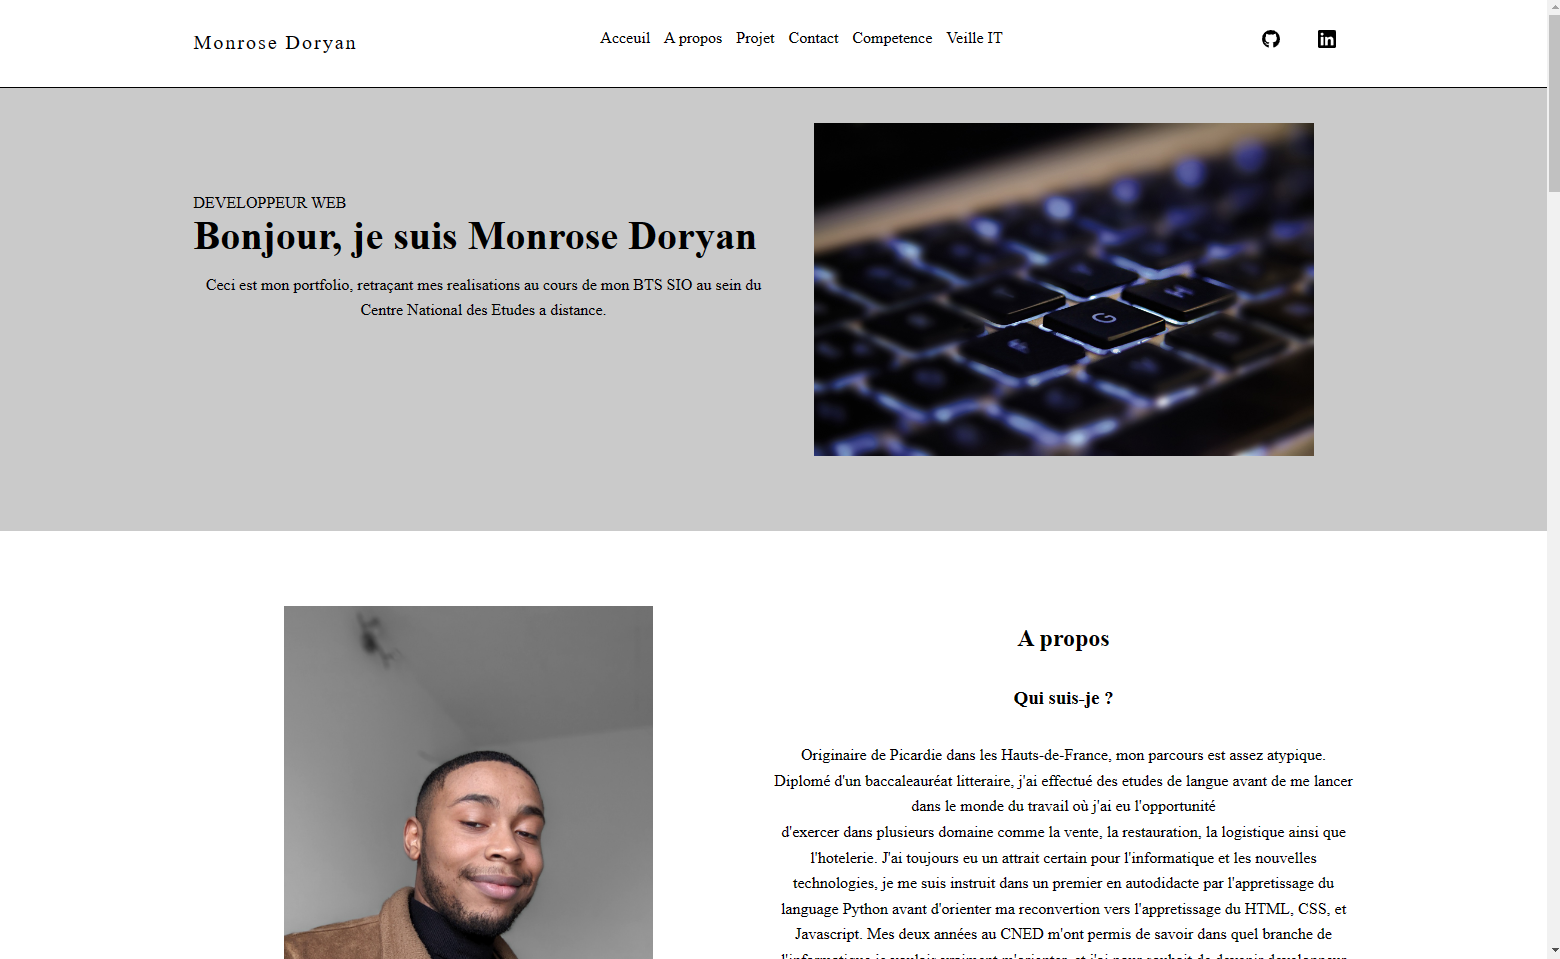 Monrose Doryan
Acceuil A propos Projet Contact Competence Veille IT
DEVELOPPEUR WEB
Bonjour, je suis Monrose Doryan
Ceci est mon portfolio, retraçant mes realisations au cours de mon BTS SIO au sein du
Centre National des Etudes a distance.
G
H
A propos
Qui suis-je ?
Originaire de Picardie dans les Hauts-de-France, mon parcours est assez atypique.
Diplomé d'un baccaleauréat litteraire, j'ai effectué des etudes de langue avant de me lancer
dans le monde du travail où j'ai eu l'opportunité
d'exercer dans plusieurs domaine comme la vente, la restauration, la logistique ainsi que
l'hotelerie. J'ai toujours eu un attrait certain pour l'informatique et les nouvelles
technologies, je me suis instruit dans un premier en autodidacte par l'appretissage du
language Python avant d'orienter ma reconvertion vers l'appretissage du HTML, CSS, et
Javascript. Mes deux années au CNED m'ont permis de savoir dans quel branche de